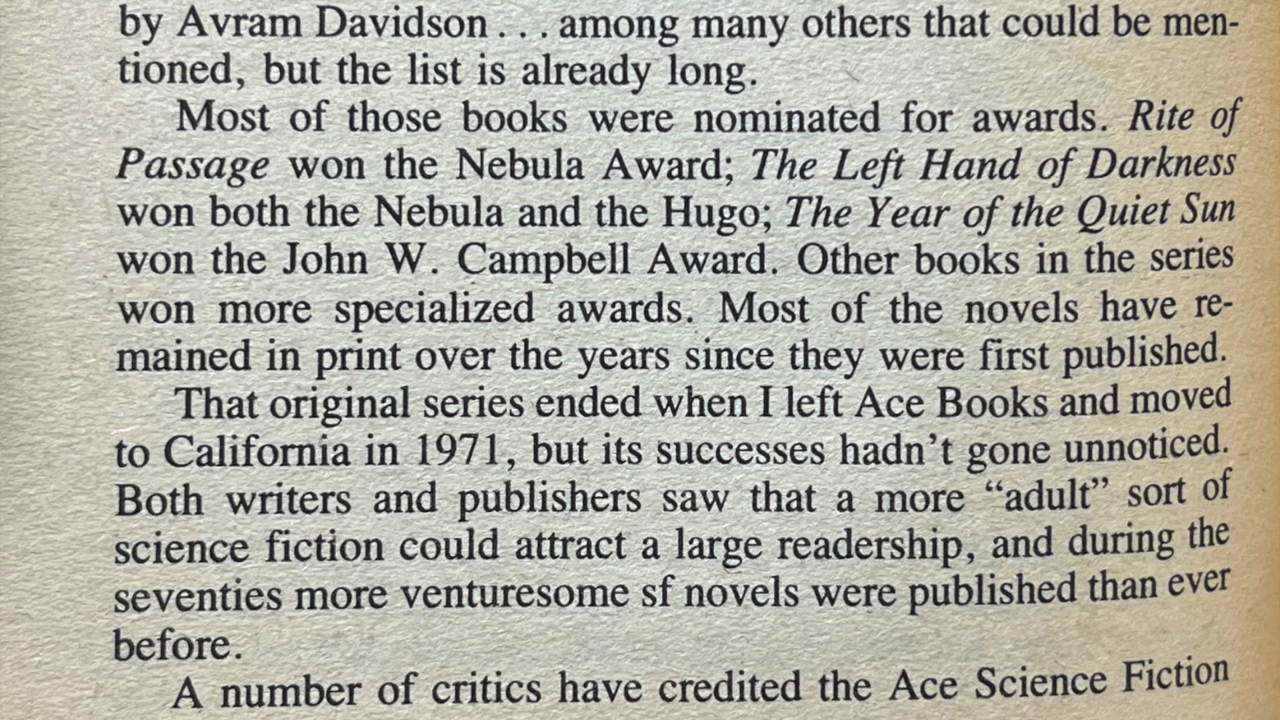 by Avram Davidson . . . among many others that could be men-
tioned, but the list is already long.
Most of those books were nominated for awards. Rite of
Passage won the Nebula Award; The Left Hand of Darkness
won both the Nebula and the Hugo; The Year of the Quiet Sun
won the John W. Campbell Award. Other books in the series
won more specialized awards. Most of the novels have re-
mained in print over the years since they were first published.
That original series ended when I left Ace Books and moved
to California in 1971, but its successes hadn’t gone unnoticed.
Both writers and publishers saw that a more “adult” sort of
science fiction could attract a large readership, and during the
seventies more venturesome sf novels were published than ever
before.
A number of critics have credited the Ace Science Fiction